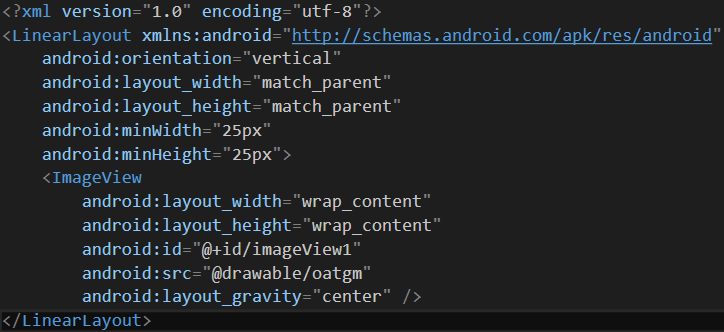 <?xml version="1.0" encoding="utf-8"?>
<LinearLayout xmlns:android="http://schemas.android.com/apk/res/android"
    android:orientation="vertical"
    android:layout_width="match_parent"
    android:layout_height="match_parent"
    android:minWidth="25px"
    android:minHeight="25px">
    <ImageView
        android:layout_width="wrap_content"
        android:layout_height="wrap_content"
        android:id="@+id/imageView1"
        android:src="@drawable/oatgm"
        android:layout_gravity="center" />
</LinearLayout>